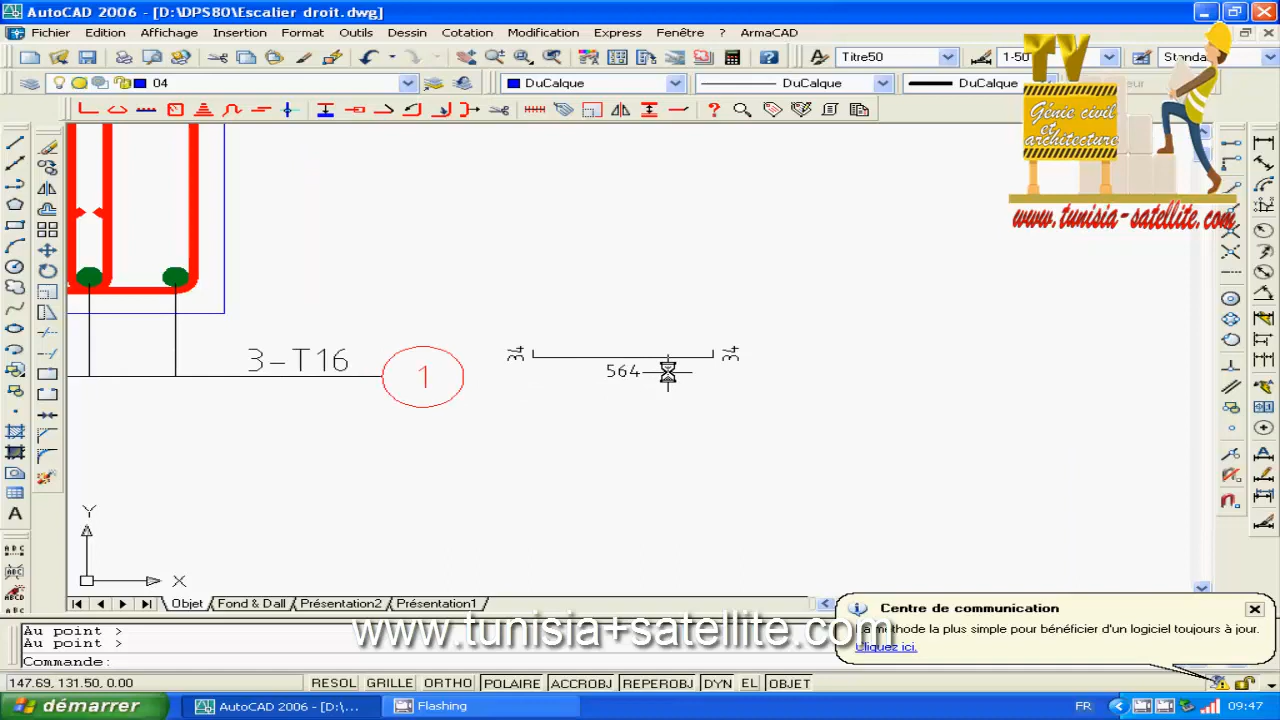 AutoCAD 2006 - [D:\DPS80\Escalier droit.dwg]
Fichier Edition Affichage Insertion Format Outils Dessin Cotation Modification Express Fenêtre ? ArmaCAD
Titre50 1-50
04 DuCalque DuCalque DuCalque
TV
Génie civil
et
architecture
www.tunisia-satellite.com
3-T16 1
34 564 34
Y
X
Objet Fond & Dall Présentation2 Présentation1
Centre de communication
La méthode la plus simple pour bénéficier d'un logiciel toujours à jour.
Cliquez ici.
Au point >
Au point >
Commande:
www.tunisia+satellite.com
147.69, 131.50, 0.00 RESOL GRILLE ORTHO POLAIRE ACCROBJ REPEROBJ DYN EL OBJET
démarrer AutoCAD 2006 - [D:\... Flashing FR 09:47